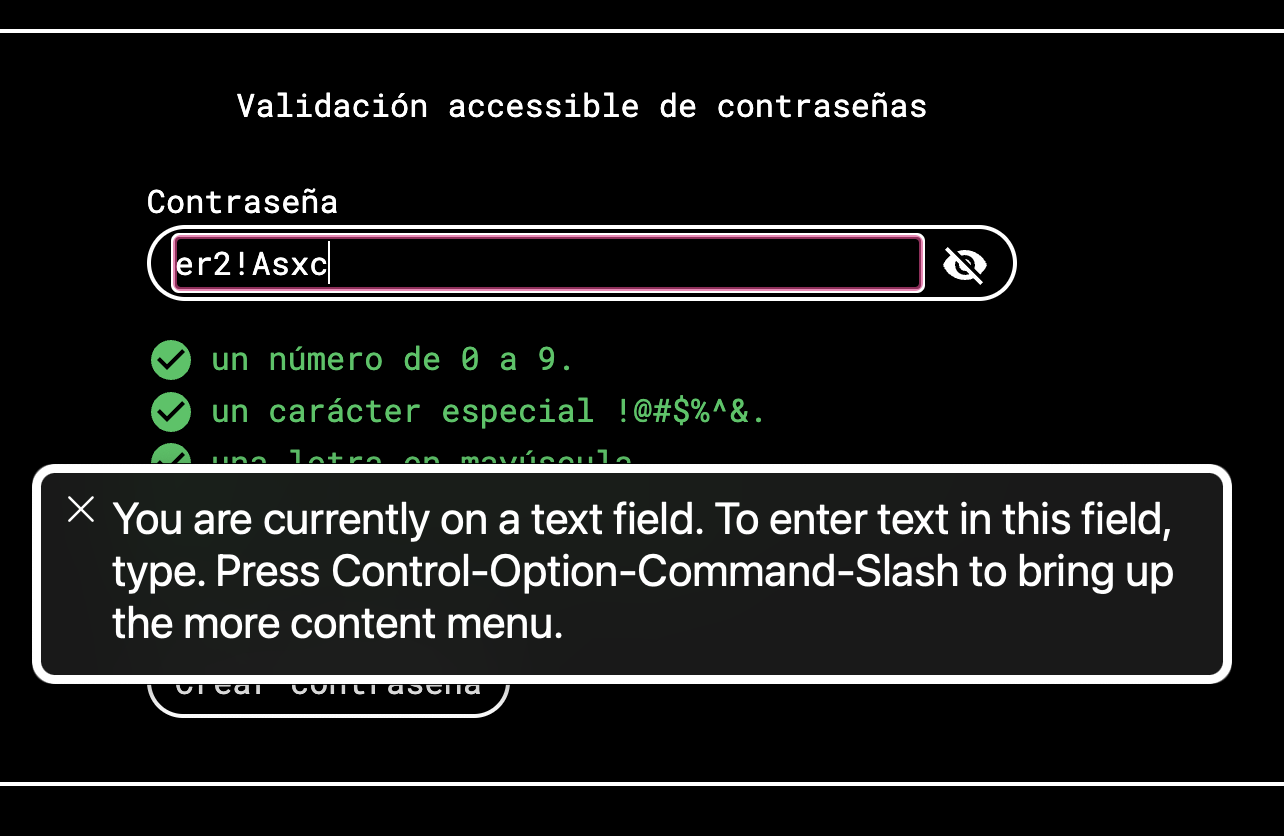 Validación accessible de contraseñas
Contraseña
er2!Asxc
un número de 0 a 9.
un carácter especial !@#$%^&.
una letra en mayúscula
You are currently on a text field. To enter text in this field,
type. Press Control-Option-Command-Slash to bring up
the more content menu.
Crear contraseña